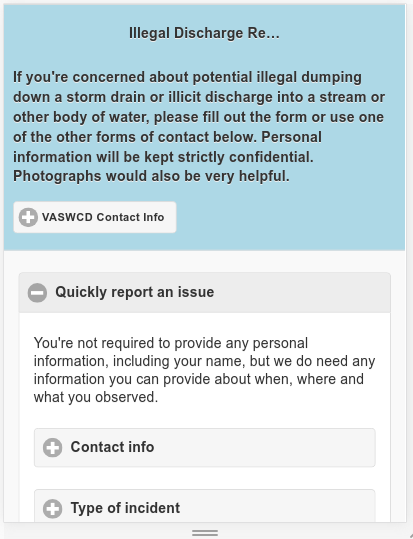 Illegal Discharge Re...
If you're concerned about potential illegal dumping
down a storm drain or illicit discharge into a stream or
other body of water, please fill out the form or use one
of the other forms of contact below. Personal
information will be kept strictly confidential.
Photographs would also be very helpful.
VASWCD Contact Info
Quickly report an issue
You're not required to provide any personal
information, including your name, but we do need any
information you can provide about when, where and
what you observed.
Contact info
Type of incident